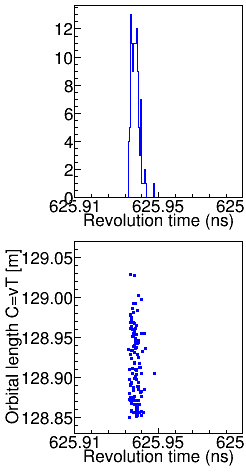 12
10
8
6
4
2
0
625.91 625.95 625
Revolution time (ns)
Orbital length C=vT [m]
129.05
129.00
128.95
128.90
128.85
625.91 625.95 625
Revolution time (ns)